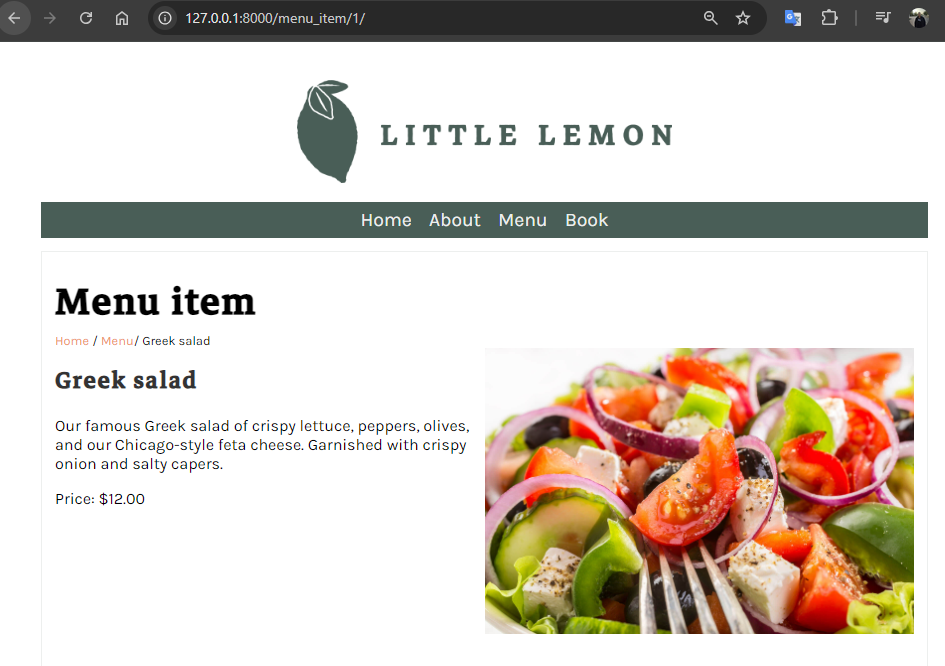 127.0.0.1:8000/menu_item/1/
LITTLE LEMON
Home About Menu Book
Menu item
Home / Menu/ Greek salad
Greek salad
Our famous Greek salad of crispy lettuce, peppers, olives,
and our Chicago-style feta cheese. Garnished with crispy
onion and salty capers.
Price: $12.00